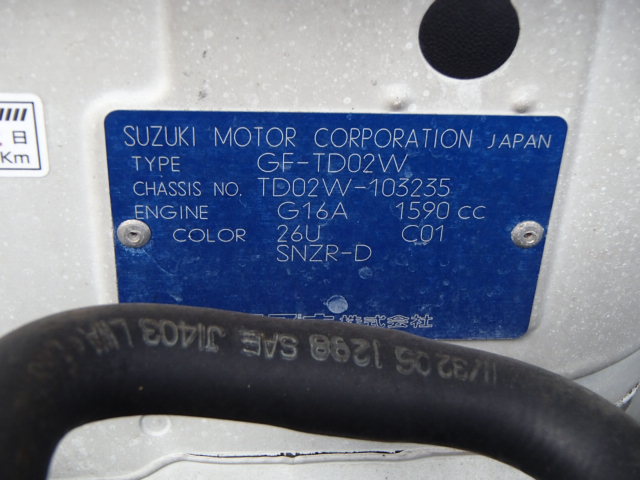 SUZUKI MOTOR CORPORATION JAPAN
TYPE GF-TD02W
CHASSIS NO. TD02W-103235
ENGINE G16A 1590 cc
COLOR 26U C01
SNZR-D
株式会社
11/32 OS 1298 SAE J1403
日
Km